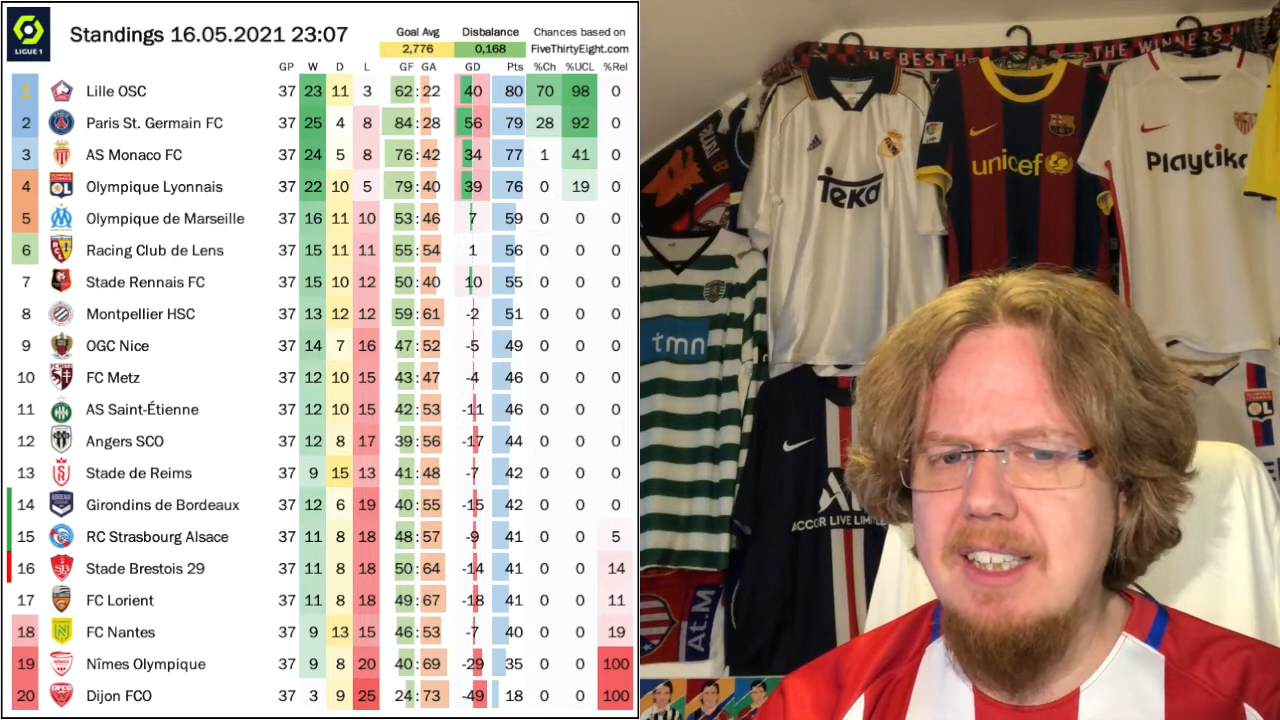 LIGUE 1
Standings 16.05.2021 23:07
Goal Avg Disbalance Chances based on
2,776 0,168 FiveThirtyEight.com
GP W D L GF GA GD Pts %Ch %UCL %Rel
1 Lille OSC 37 23 11 3 62:22 40 80 70 98 0
2 Paris St. Germain FC 37 25 4 8 84:28 56 79 28 92 0
3 AS Monaco FC 37 24 5 8 76:42 34 77 1 41 0
4 Olympique Lyonnais 37 22 10 5 79:40 39 76 0 19 0
5 Olympique de Marseille 37 16 11 10 53:46 7 59 0 0 0
6 Racing Club de Lens 37 15 11 11 55:54 1 56 0 0 0
7 Stade Rennais FC 37 15 10 12 50:40 10 55 0 0 0
8 Montpellier HSC 37 13 12 12 59:61 -2 51 0 0 0
9 OGC Nice 37 14 7 16 47:52 -5 49 0 0 0
10 FC Metz 37 12 10 15 43:47 -4 46 0 0 0
11 AS Saint-Étienne 37 12 10 15 42:53 -11 46 0 0 0
12 Angers SCO 37 12 8 17 39:56 -17 44 0 0 0
13 Stade de Reims 37 9 15 13 41:48 -7 42 0 0 0
14 Girondins de Bordeaux 37 12 6 19 40:55 -15 42 0 0 0
15 RC Strasbourg Alsace 37 11 8 18 48:57 -9 41 0 0 5
16 Stade Brestois 29 37 11 8 18 50:64 -14 41 0 0 14
17 FC Lorient 37 11 8 18 49:67 -18 41 0 0 11
18 FC Nantes 37 9 13 15 46:53 -7 40 0 0 19
19 Nîmes Olympique 37 9 8 20 40:69 -29 35 0 0 100
20 Dijon FCO 37 3 9 25 24:73 -49 18 0 0 100
THE BEST
THE WINNERS
Teka
unicef
Playtika
tmn
ACCOR LIVE LIMITL
At.M
OL